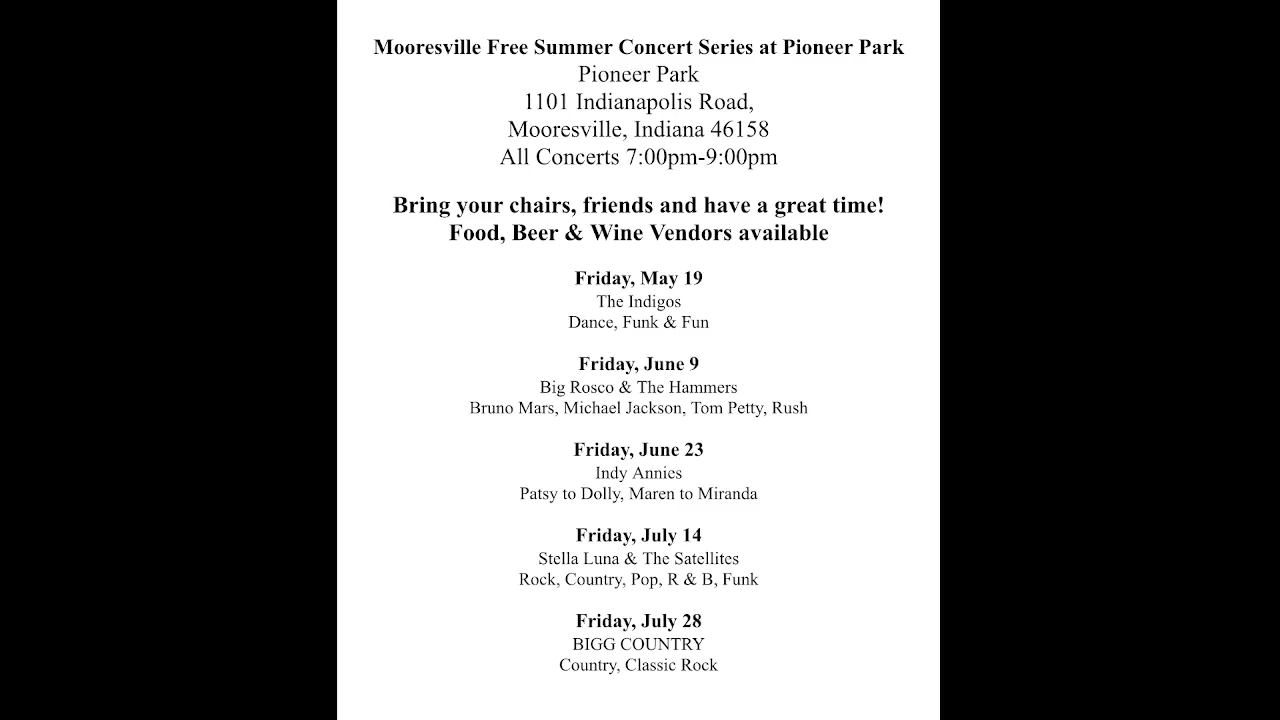 Mooresville Free Summer Concert Series at Pioneer Park
Pioneer Park
1101 Indianapolis Road,
Mooresville, Indiana 46158
All Concerts 7:00pm-9:00pm
Bring your chairs, friends and have a great time!
Food, Beer & Wine Vendors available
Friday, May 19
The Indigos
Dance, Funk & Fun
Friday, June 9
Big Rosco & The Hammers
Bruno Mars, Michael Jackson, Tom Petty, Rush
Friday, June 23
Indy Annies
Patsy to Dolly, Maren to Miranda
Friday, July 14
Stella Luna & The Satellites
Rock, Country, Pop, R & B, Funk
Friday, July 28
BIGG COUNTRY
Country, Classic Rock